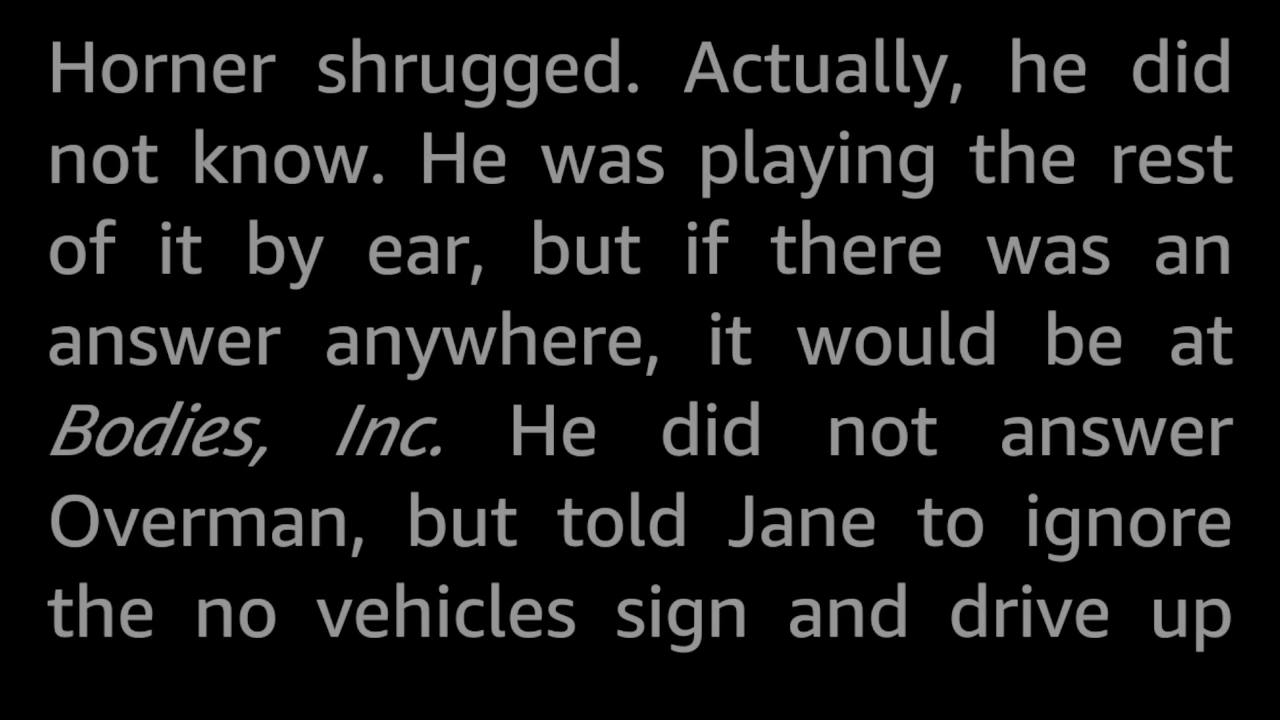 Horner shrugged. Actually, he did
not know. He was playing the rest
of it by ear, but if there was an
answer anywhere, it would be at
Bodies, Inc. He did not answer
Overman, but told Jane to ignore
the no vehicles sign and drive up